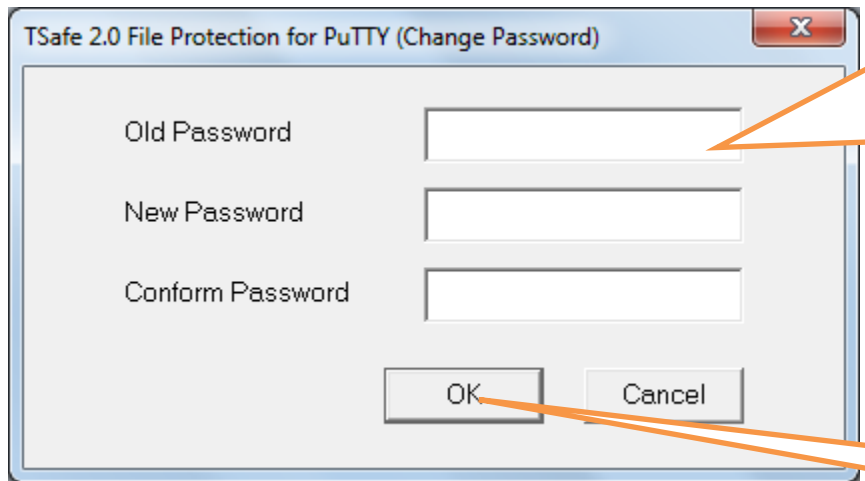 TSafe 2.0 File Protection for PuTTY (Change Password)
Old Password
New Password
Conform Password
OK Cancel